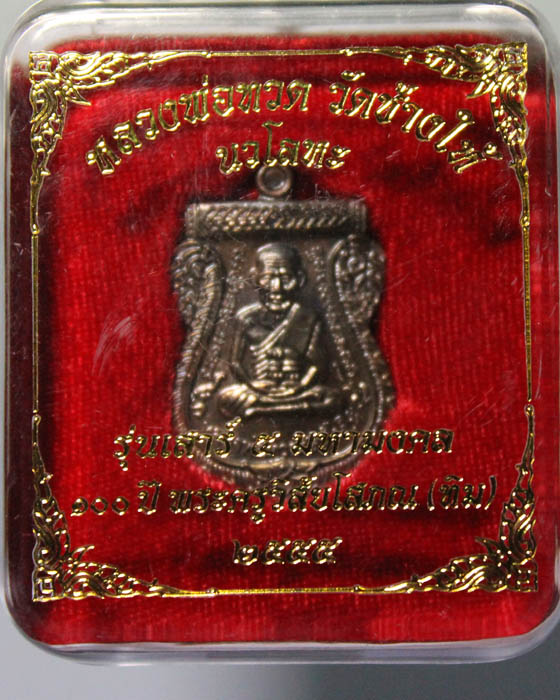 หลวงพ่อทวด วัดช้างให้
นวโลหะ
รุ่นเสาร์ ๕ มหามงคล
๑๐๐ ปี พระครูวิสัยโสภณ (ทิม)
๒๕๕๕